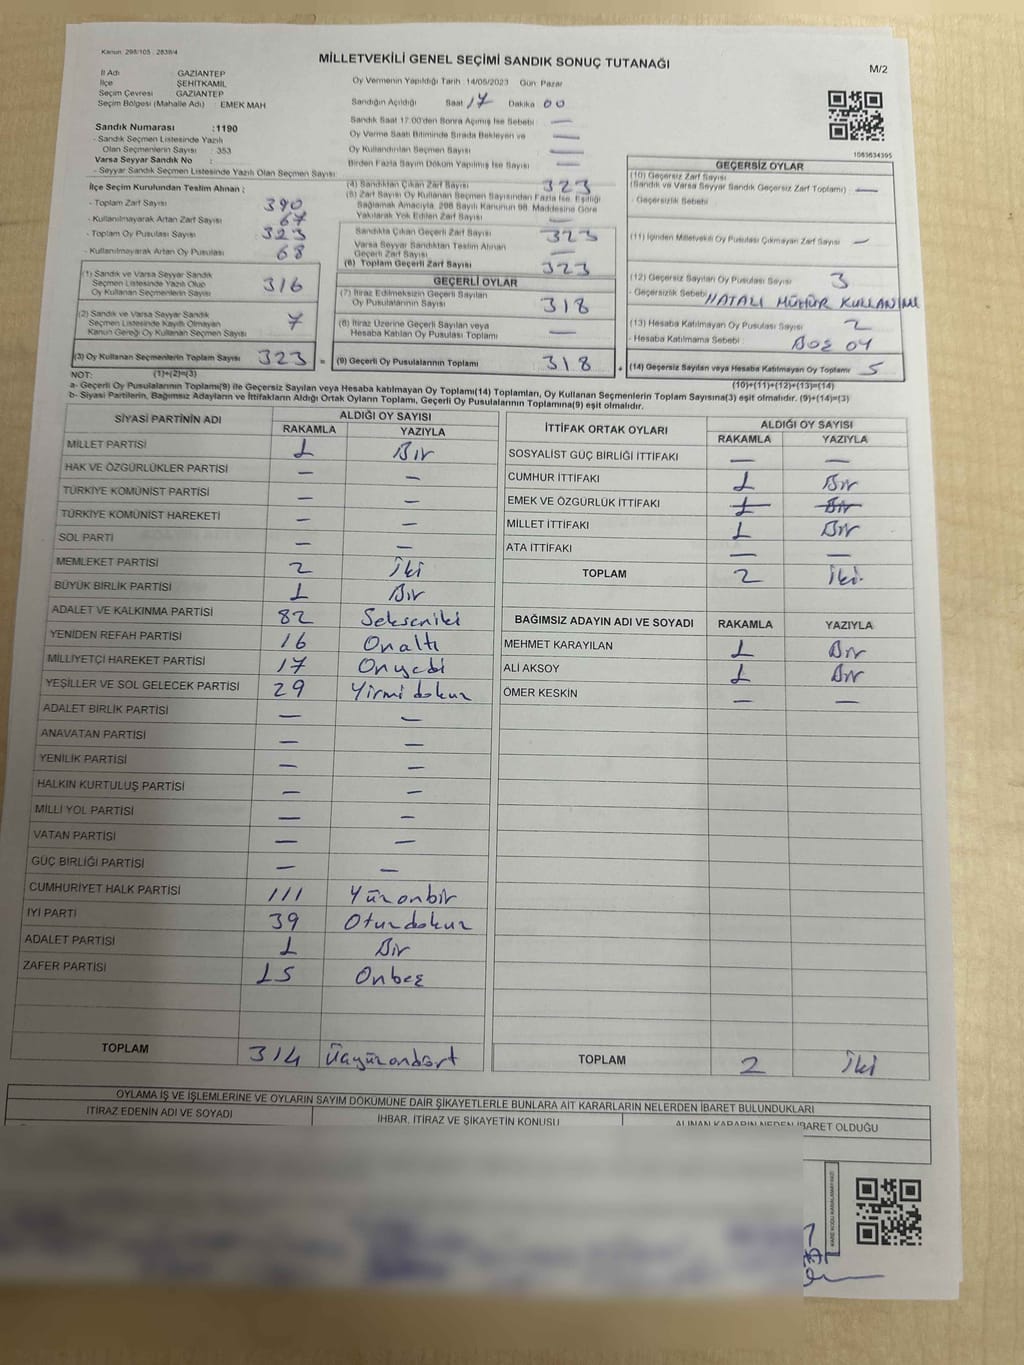 Kanun: 298/105 : 2839/4
MİLLETVEKİLİ GENEL SEÇİMİ SANDIK SONUÇ TUTANAĞI
M/2
İl Adı : GAZİANTEP
İlçe ŞEHİTKAMİL
Seçim Çevresi : GAZİANTEP
Seçim Bölgesi (Mahalle Adı) : EMEK MAH
Oy Vermenin Yapıldığı Tarih :14/05/2023 Gün: Pazar
Sandığın Açıldığı Saat 17 Dakika 00
Sandık Saat 17:00'den Sonra Açılmış İse Sebebi : —
Oy Verme Saati Bitiminde Sırada Bekleyen ve —
Oy Kullandırılan Seçmen Sayısı —
Birden Fazla Sayım Döküm Yapılmış İse Sayısı —
Sandık Numarası :1190
- Sandık Seçmen Listesinde Yazılı
Olan Seçmenlerin Sayısı : 353
Varsa Seyyar Sandık No :
- Seyyar Sandık Seçmen Listesinde Yazılı Olan Seçmen Sayısı:
İlçe Seçim Kurulundan Teslim Alınan ;
- Toplam Zarf Sayısı 390
- Kullanılmayarak Artan Zarf Sayısı 67
- Toplam Oy Pusulası Sayısı 323
- Kullanılmayarak Artan Oy Pusulası 68
(1) Sandık ve Varsa Seyyar Sandık
Seçmen Listesinde Yazılı Olup
Oy Kullanan Seçmenlerin Sayısı 316
(2) Sandık ve Varsa Seyyar Sandık
Seçmen Listesinde Kayıtlı Olmayan
Kanun Gereği Oy Kullanan Seçmen Sayısı 7
(3) Oy Kullanan Seçmenlerin Toplam Sayısı 323 =
(4) Sandıktan Çıkan Zarf Sayısı 323
(5) Zarf Sayısı Oy Kullanan Seçmen Sayısından Fazla İse, Eşitliği
Sağlamak Amacıyla, 298 Sayılı Kanunun 98. Maddesine Göre
Yakılarak Yok Edilen Zarf Sayısı —
Sandıkta Çıkan Geçerli Zarf Sayısı 323
Varsa Seyyar Sandıktan Teslim Alınan
Geçerli Zarf Sayısı —
(6) Toplam Geçerli Zarf Sayısı 323
GEÇERLİ OYLAR
(7) İtiraz Edilmeksizin Geçerli Sayılan
Oy Pusulalarının Sayısı 318
(8) İtiraz Üzerine Geçerli Sayılan veya
Hesaba Katılan Oy Pusulaları Toplamı —
(9) Geçerli Oy Pusulalarının Toplamı 318 +
1083634395
GEÇERSİZ OYLAR
(10) Geçersiz Zarf Sayısı
(Sandık ve Varsa Seyyar Sandık Geçersiz Zarf Toplamı) : —
- Geçersizlik Sebebi :
(11) İçinden Milletvekili Oy Pusulası Çıkmayan Zarf Sayısı —
(12) Geçersiz Sayılan Oy Pusulası Sayısı 3
- Geçersizlik Sebebi: HATALI MÜHÜR KULLANIMI
(13) Hesaba Katılmayan Oy Pusulası Sayısı 2
- Hesaba Katılmama Sebebi : BOŞ OY
(14) Geçersiz Sayılan veya Hesaba Katılmayan Oy Toplamı 5
NOT: (1)+(2)=(3)
(10)+(11)+(12)+(13)=(14)
a- Geçerli Oy Pusulalarının Toplamı(9) ile Geçersiz Sayılan veya Hesaba katılmayan Oy Toplamı(14) Toplamları, Oy Kullanan Seçmenlerin Toplam Sayısına(3) eşit olmalıdır. (9)+(14)=(3)
b- Siyasi Partilerin, Bağımsız Adayların ve İttifakların Aldığı Ortak Oyların Toplamı, Geçerli Oy Pusulalarının Toplamına(9) eşit olmalıdır.
SİYASİ PARTİNİN ADI
ALDIĞI OY SAYISI
RAKAMLA YAZIYLA
MİLLET PARTİSİ 1 Bir
HAK VE ÖZGÜRLÜKLER PARTİSİ — —
TÜRKİYE KOMÜNİST PARTİSİ — —
TÜRKİYE KOMÜNİST HAREKETİ — —
SOL PARTİ — —
MEMLEKET PARTİSİ 2 İki
BÜYÜK BİRLİK PARTİSİ 1 Bir
ADALET VE KALKINMA PARTİSİ 82 Sekseniki
YENİDEN REFAH PARTİSİ 16 Onaltı
MİLLİYETÇİ HAREKET PARTİSİ 17 Onyedi
YEŞİLLER VE SOL GELECEK PARTİSİ 29 Yirmidokuz
ADALET BİRLİK PARTİSİ — —
ANAVATAN PARTİSİ — —
YENİLİK PARTİSİ — —
HALKIN KURTULUŞ PARTİSİ — —
MİLLİ YOL PARTİSİ — —
VATAN PARTİSİ — —
GÜÇ BİRLİĞİ PARTİSİ — —
CUMHURİYET HALK PARTİSİ 111 Yüzonbir
İYİ PARTİ 39 Otuzdokuz
ADALET PARTİSİ 1 Bir
ZAFER PARTİSİ 15 Onbeş
TOPLAM 314 Üçyüzondört
İTTİFAK ORTAK OYLARI
ALDIĞI OY SAYISI
RAKAMLA YAZIYLA
SOSYALİST GÜÇ BİRLİĞİ İTTİFAKI — —
CUMHUR İTTİFAKI 1 Bir
EMEK VE ÖZGÜRLÜK İTTİFAKI 1 Bir
MİLLET İTTİFAKI 1 Bir
ATA İTTİFAKI — —
TOPLAM 2 İki
BAĞIMSIZ ADAYIN ADI VE SOYADI RAKAMLA YAZIYLA
MEHMET KARAYILAN 1 Bir
ALİ AKSOY 1 Bir
ÖMER KESKİN — —
TOPLAM 2 İki
OYLAMA İŞ VE İŞLEMLERİNE VE OYLARIN SAYIM DÖKÜMÜNE DAİR ŞİKAYETLERLE BUNLARA AİT KARARLARIN NELERDEN İBARET BULUNDUKLARI
İTİRAZ EDENİN ADI VE SOYADI
İHBAR, İTİRAZ VE ŞİKAYETİN KONUSU
ALINAN KARARIN NEDEN İBARET OLDUĞU